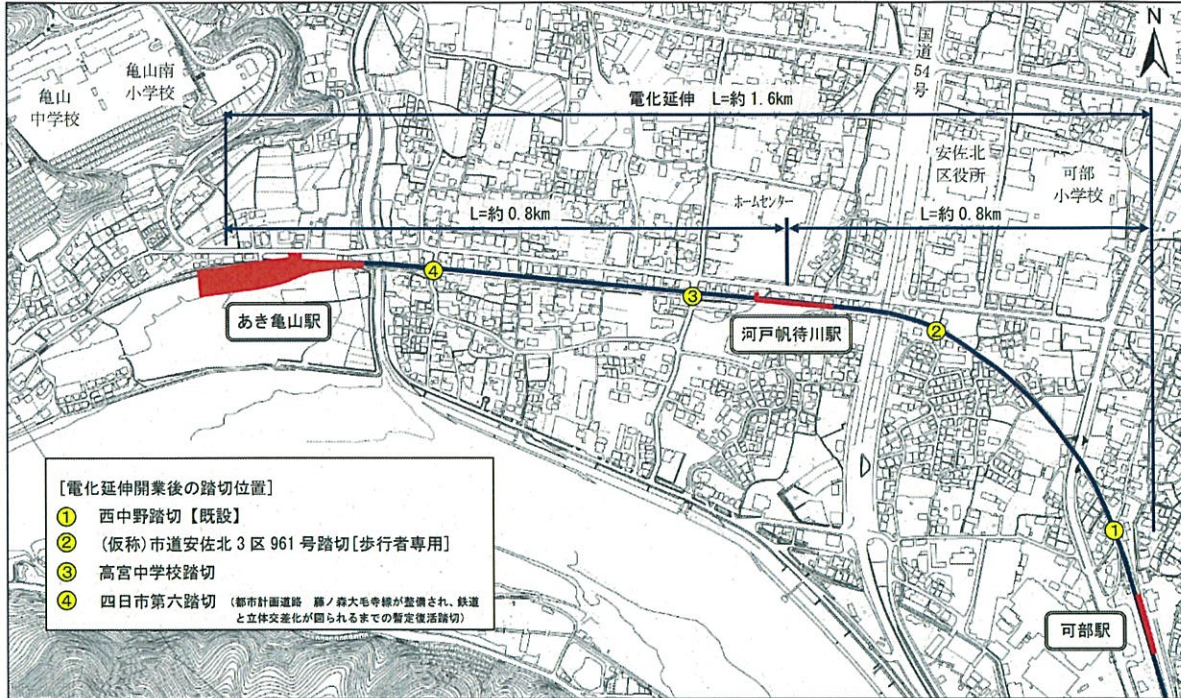 N
国道54号
亀山南
小学校
亀山
中学校
電化延伸 L=約1.6km
安佐北
区役所
可部
小学校
L=約0.8km
ホームセンター
L=約0.8km
④
③
②
あき亀山駅
河戸帆待川駅
①
可部駅
[電化延伸開業後の踏切位置]
① 西中野踏切【既設】
② (仮称)市道安佐北3区961号踏切[歩行者専用]
③ 高宮中学校踏切
④ 四日市第六踏切 (都市計画道路 藤ノ森大毛寺線が整備され、鉄道
と立体交差化が図られるまでの暫定復活踏切)